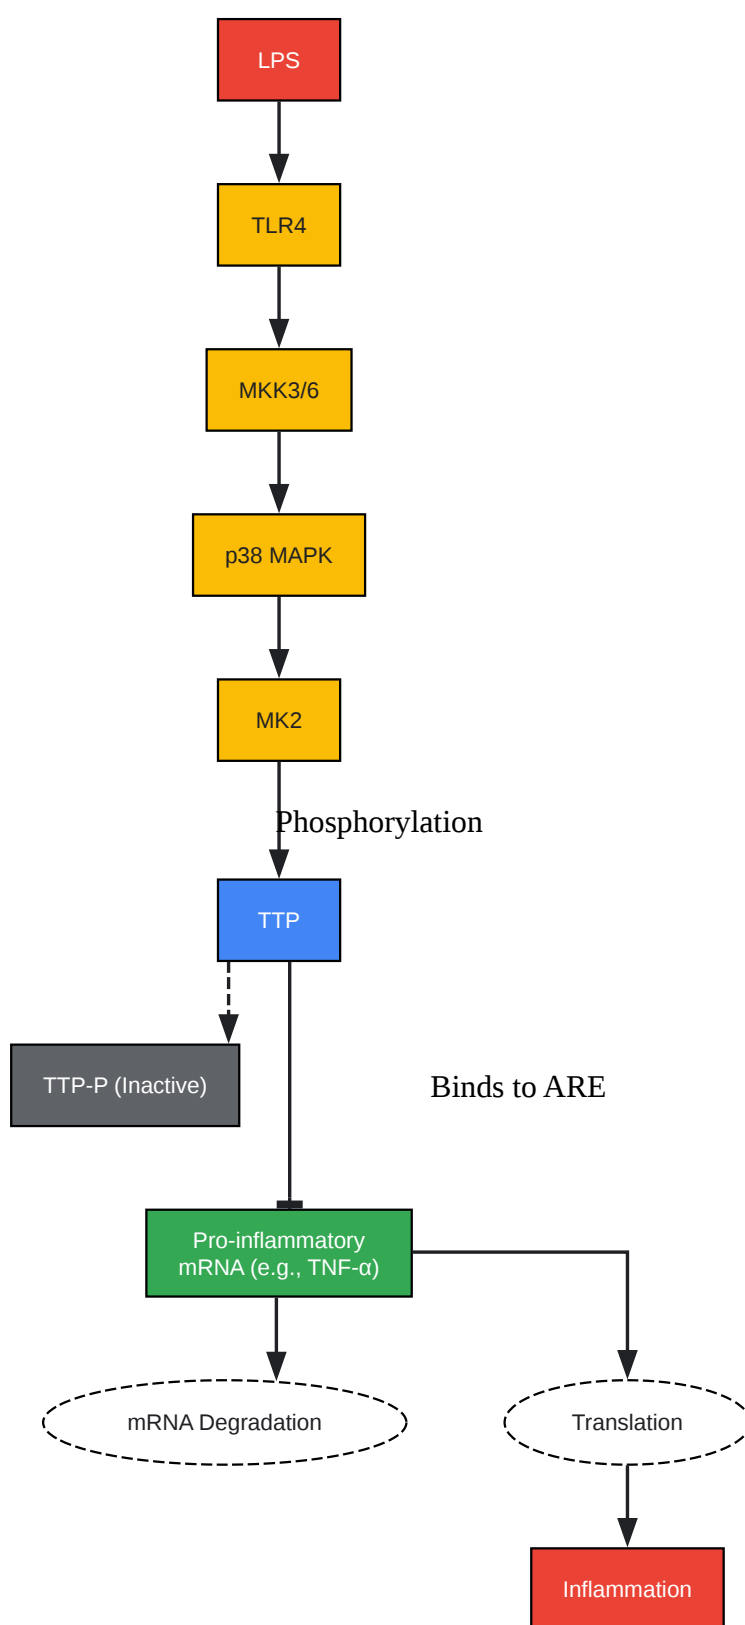 LPS
TLR4
MKK3/6
p38 MAPK
MK2
Phosphorylation
TTP
TTP-P (Inactive)
Binds to ARE
Pro-inflammatory
mRNA (e.g., TNF-α)
mRNA Degradation
Translation
Inflammation